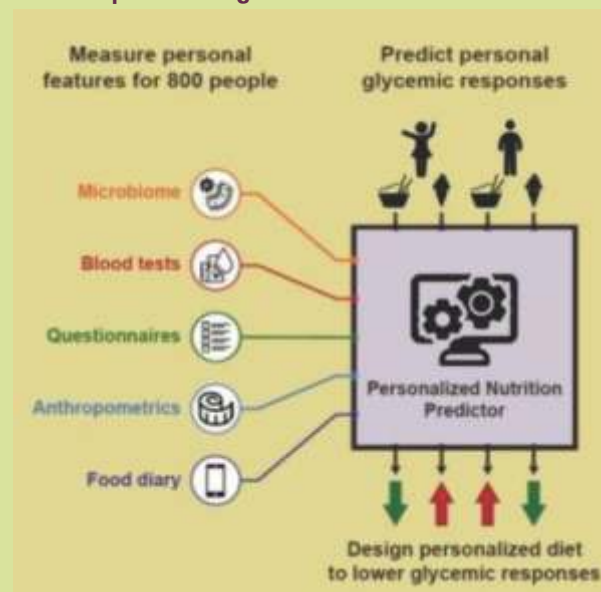 Measure personal
features for 800 people
Predict personal
glycemic responses
Microbiome
Blood tests
Questionnaires
Anthropometrics
Food diary
Personalized Nutrition
Predictor
Design personalized diet
to lower glycemic responses